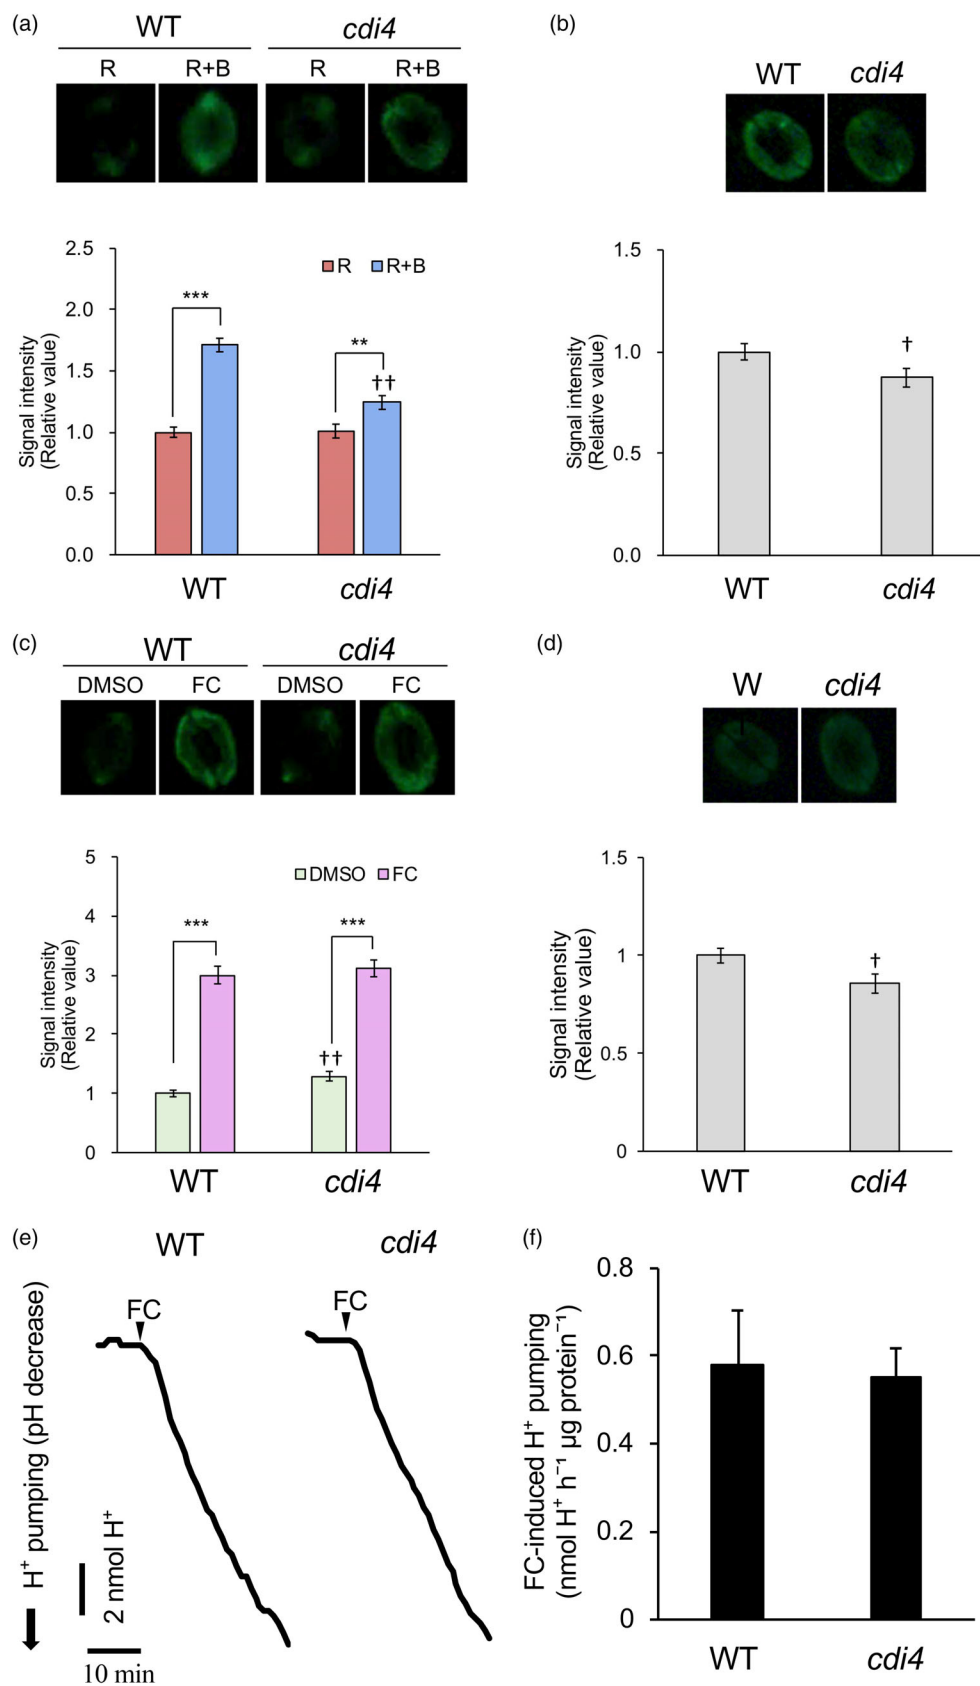 (a)
WT cdi4
R R+B R R+B
2.5
2.0
1.5
1.0
0.5
0.0
Signal intensity
(Relative value)
R R+B
***
**
††
WT cdi4
(b)
WT cdi4
1.5
1.0
0.5
0.0
Signal intensity
(Relative value)
†
WT cdi4
(c)
WT cdi4
DMSO FC DMSO FC
5
4
3
2
1
0
Signal intensity
(Relative value)
DMSO FC
***
***
††
WT cdi4
(d)
W cdi4
1.5
1
0.5
0
Signal intensity
(Relative value)
†
WT cdi4
(e)
WT cdi4
FC FC
H⁺ pumping (pH decrease)
2 nmol H⁺
10 min
(f)
0.8
0.6
0.4
0.2
0
FC-induced H⁺ pumping
(nmol H⁺ h⁻¹ µg protein⁻¹)
WT cdi4